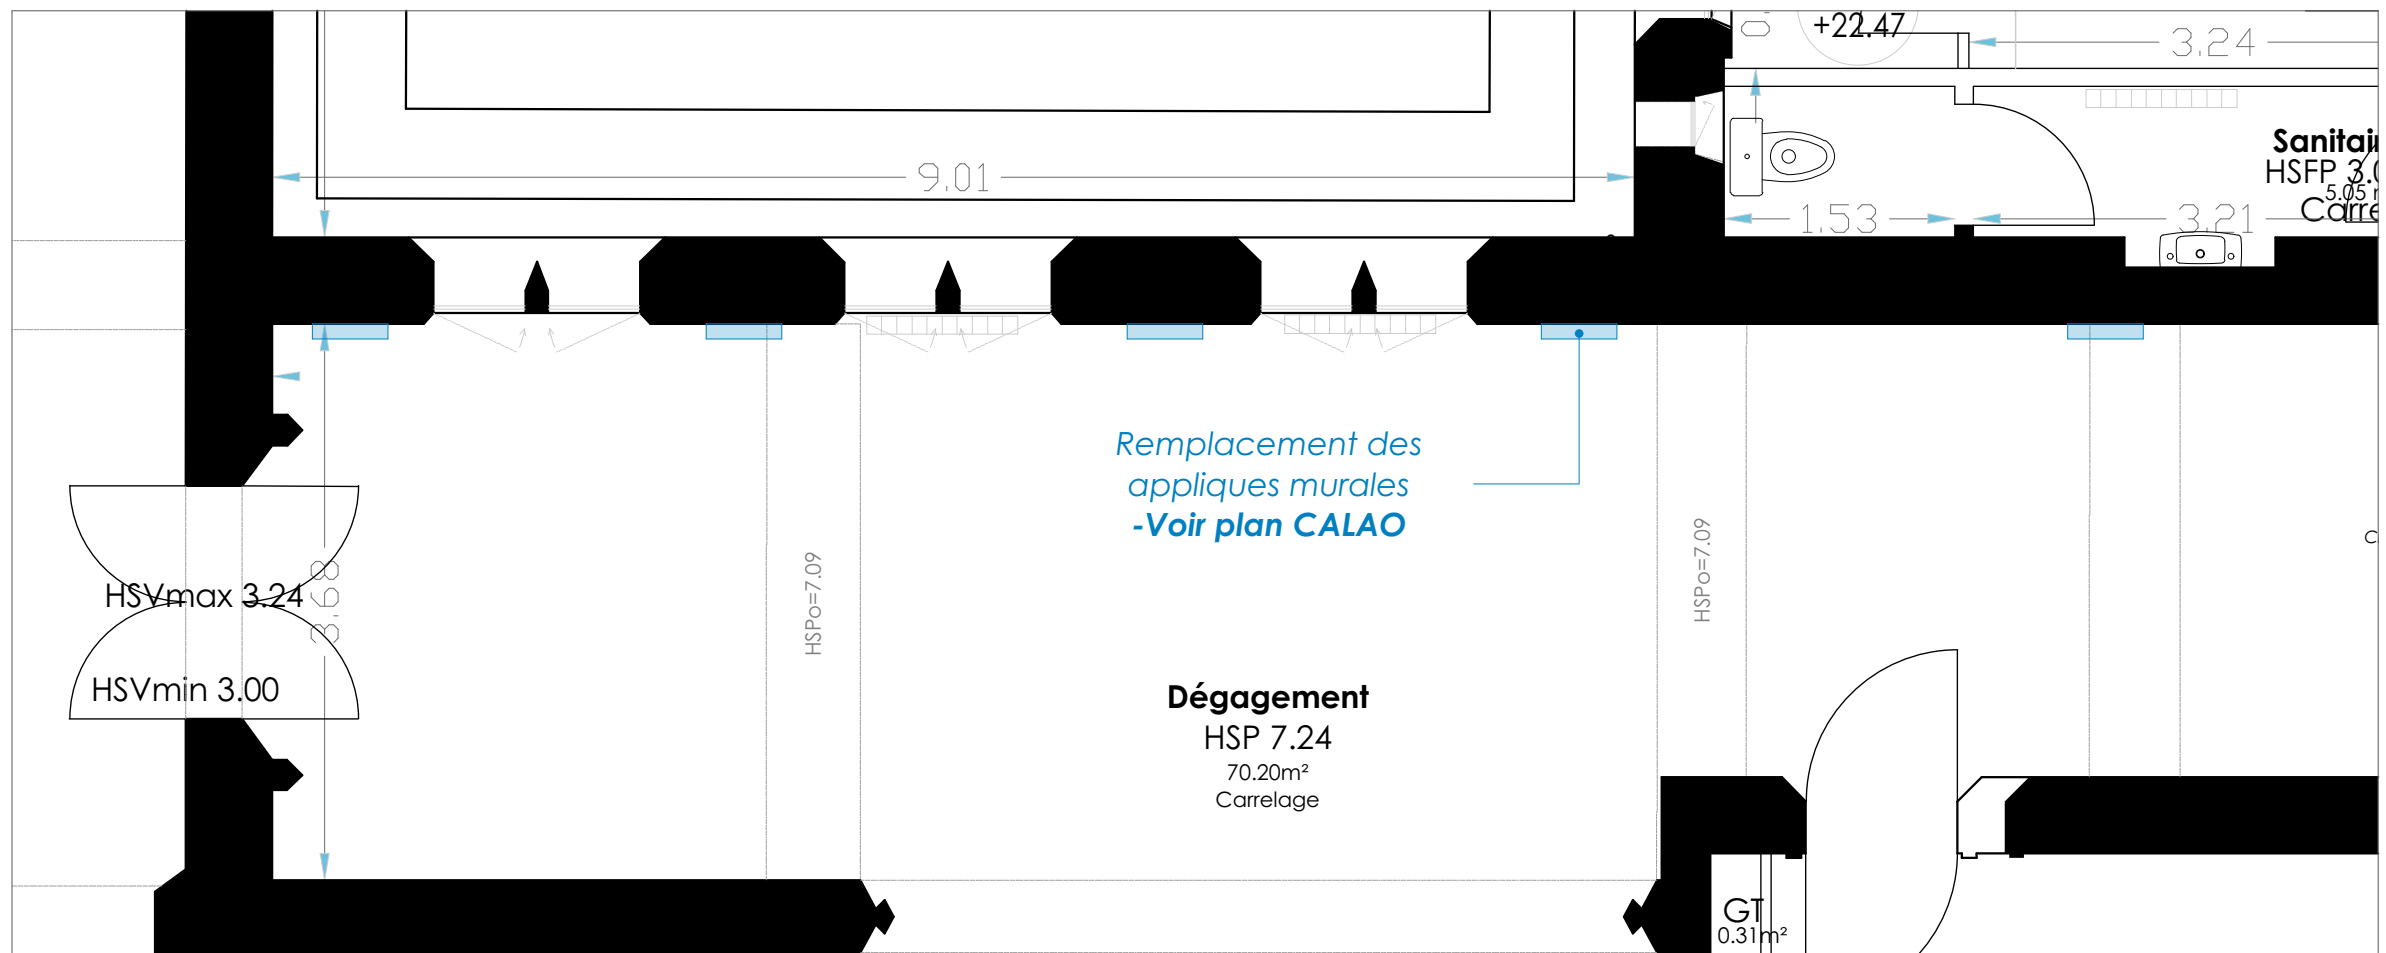 +22.47
3.24
Sanitair
HSFP 3.0
5.05
Carre
9.01
1.53
3.21
Remplacement des
appliques murales
-Voir plan CALAO
HSVmax 3.24
3.68
HSVmin 3.00
HSPo=7.09
HSPo=7.09
Dégagement
HSP 7.24
70.20m²
Carrelage
GT
0.31m²